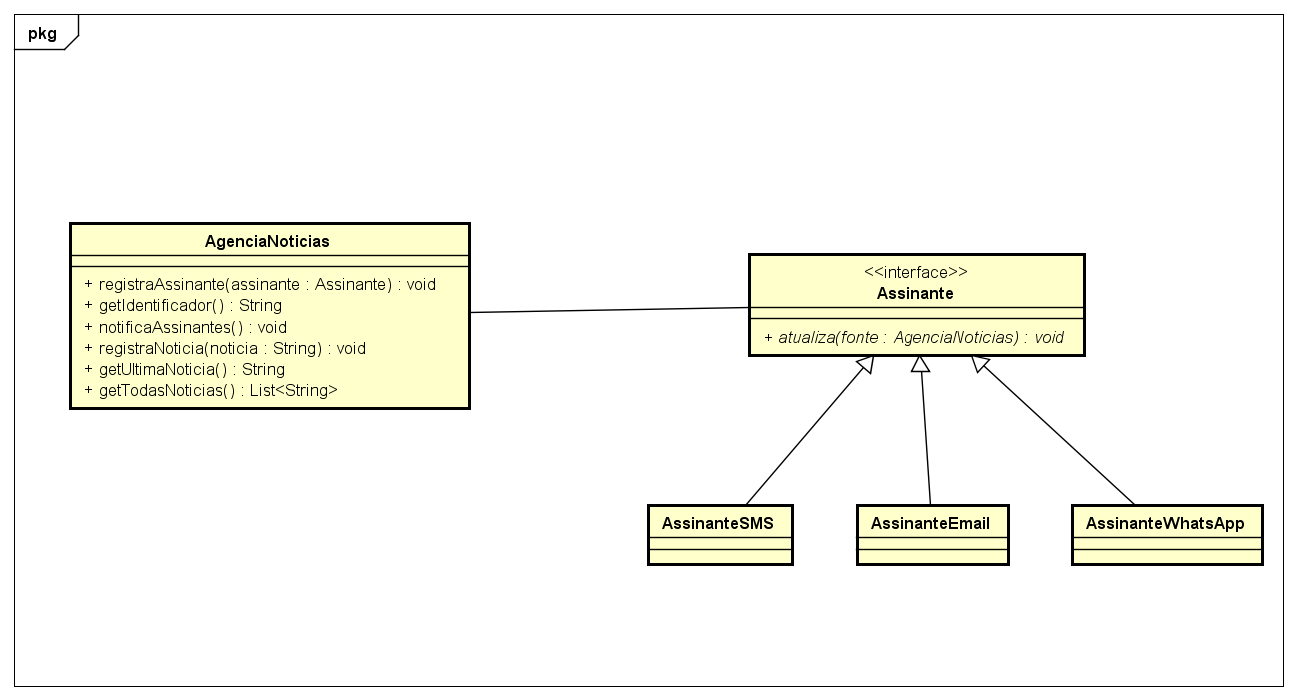 pkg
AgenciaNoticias
+ registraAssinante(assinante : Assinante) : void
+ getIdentificador() : String
+ notificaAssinantes() : void
+ registraNoticia(noticia : String) : void
+ getUltimaNoticia() : String
+ getTodasNoticias() : List<String>
<<interface>>
Assinante
+ atualiza(fonte : AgenciaNoticias) : void
AssinanteSMS
AssinanteEmail
AssinanteWhatsApp